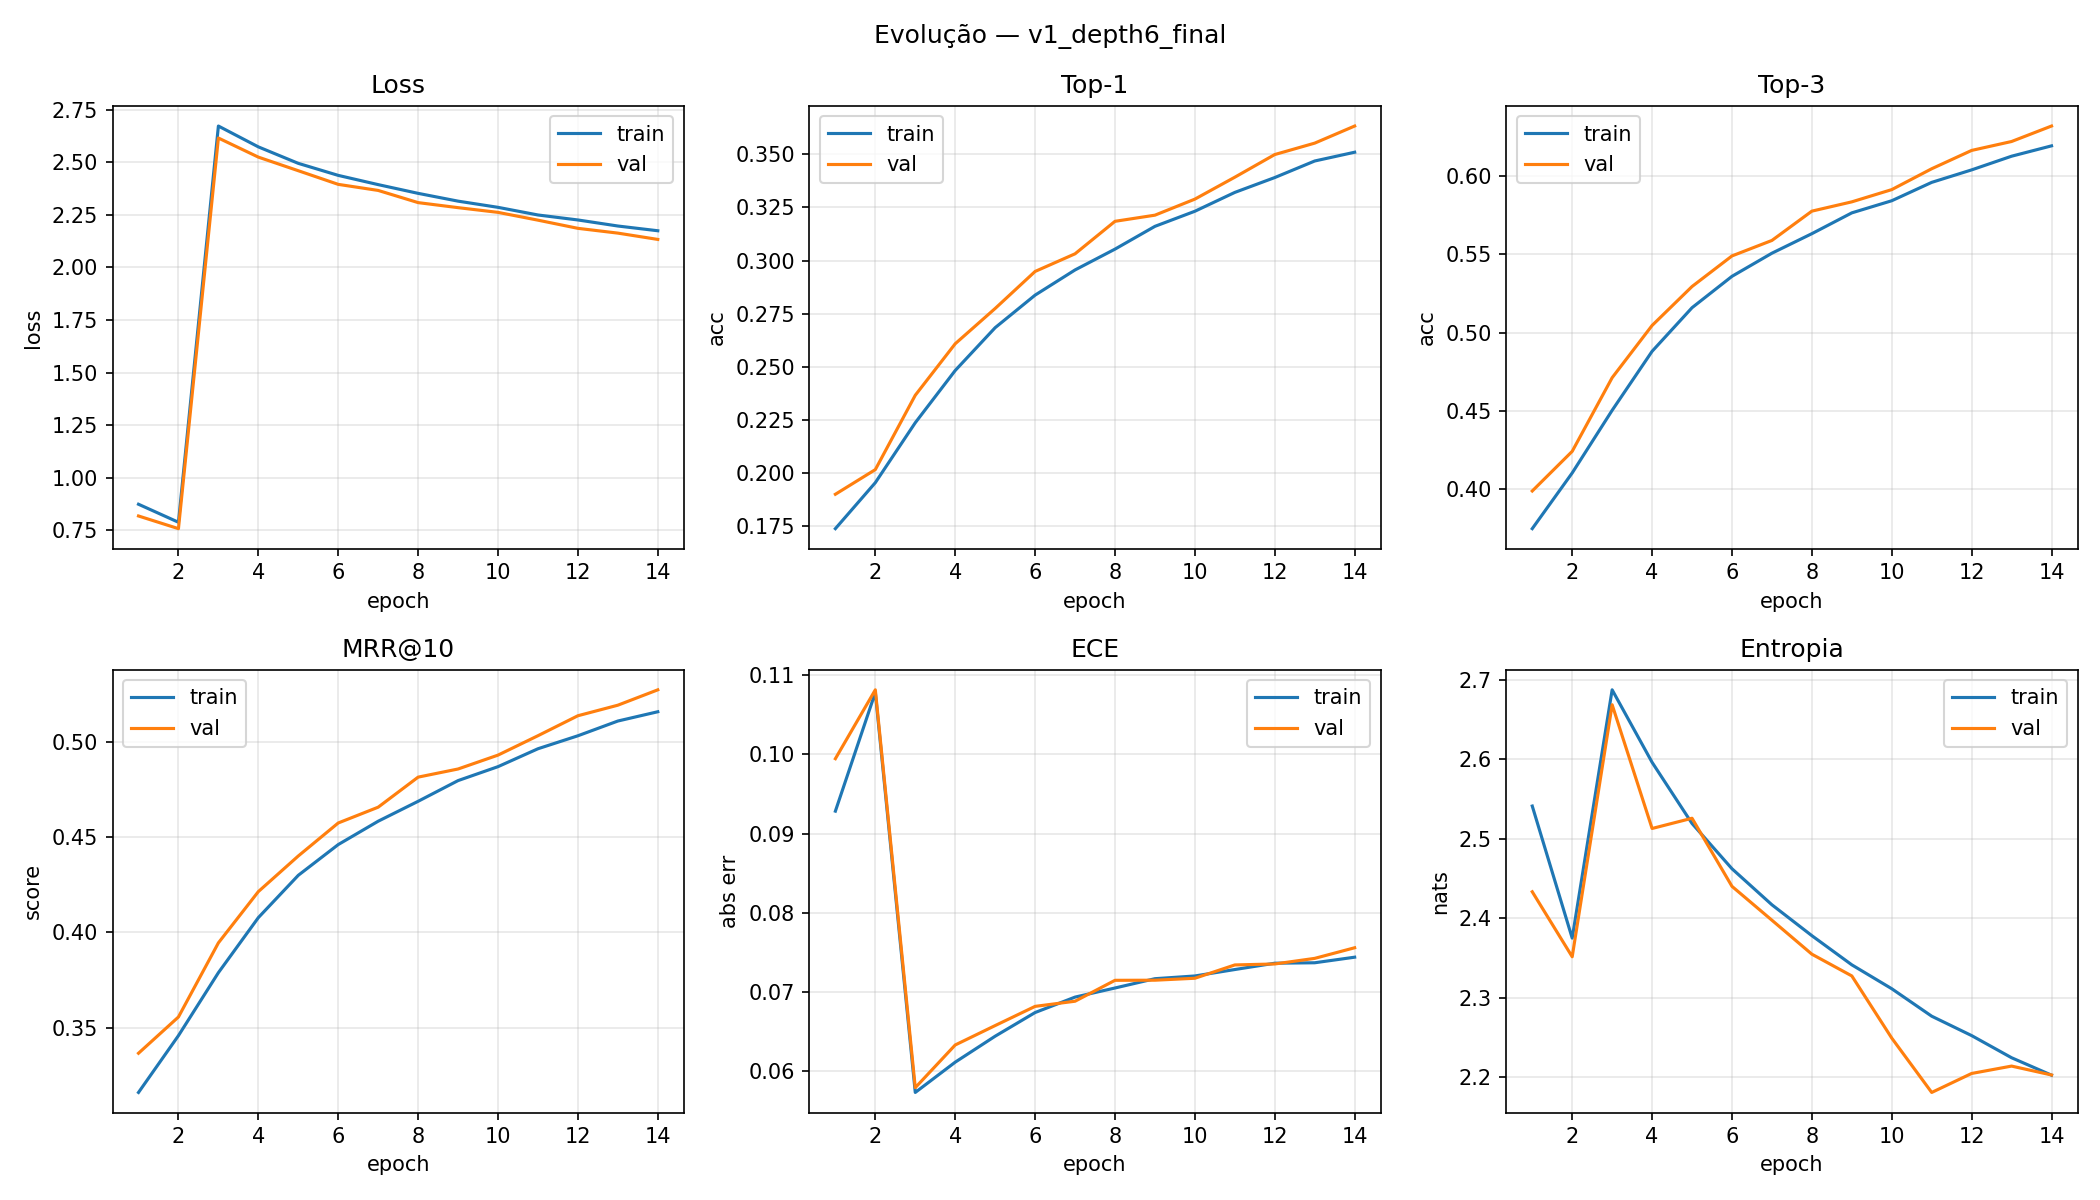 Evolução — v1_depth6_final
Loss
2.75
2.50
2.25
2.00
1.75
1.50
1.25
1.00
0.75
loss
train
val
2 4 6 8 10 12 14
epoch
Top-1
0.350
0.325
0.300
0.275
0.250
0.225
0.200
0.175
acc
train
val
2 4 6 8 10 12 14
epoch
Top-3
0.60
0.55
0.50
0.45
0.40
acc
train
val
2 4 6 8 10 12 14
epoch
MRR@10
0.50
0.45
0.40
0.35
score
train
val
2 4 6 8 10 12 14
epoch
ECE
0.11
0.10
0.09
0.08
0.07
0.06
abs err
train
val
2 4 6 8 10 12 14
epoch
Entropia
2.7
2.6
2.5
2.4
2.3
2.2
nats
train
val
2 4 6 8 10 12 14
epoch